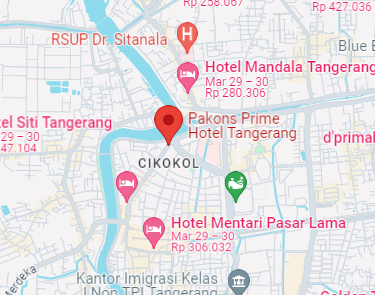 Rp 258.067
Rp 427.036
RSUP Dr. Sitanala
H
Blue
Hotel Mandala Tangerang
Mar 29 – 30
Rp 280.306
el Siti Tangerang
29 – 30
47.104
Pakons Prime
Hotel Tangerang
d'primah
CIKOKOL
Hotel Mentari Pasar Lama
Mar 29 – 30
Rp 306.032
Merdeka
Kantor Imigrasi Kelas
I Non TPI Tangerang